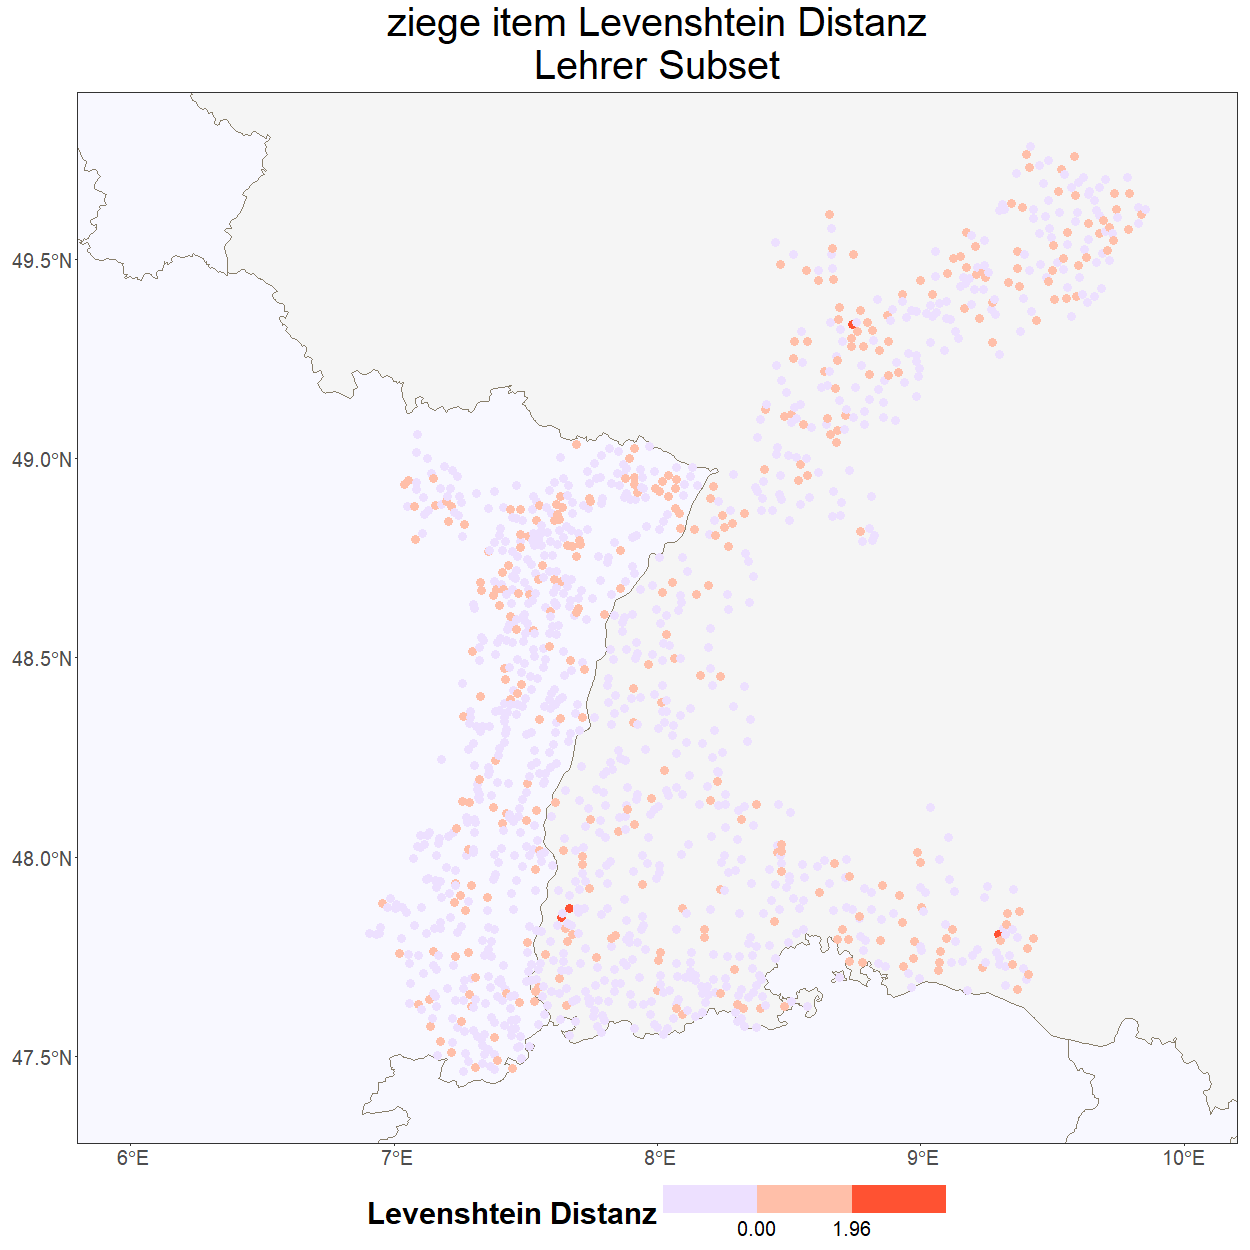 ziege item Levenshtein Distanz
Lehrer Subset
49.5°N
49.0°N
48.5°N
48.0°N
47.5°N
6°E 7°E 8°E 9°E 10°E
Levenshtein Distanz
0.00 1.96